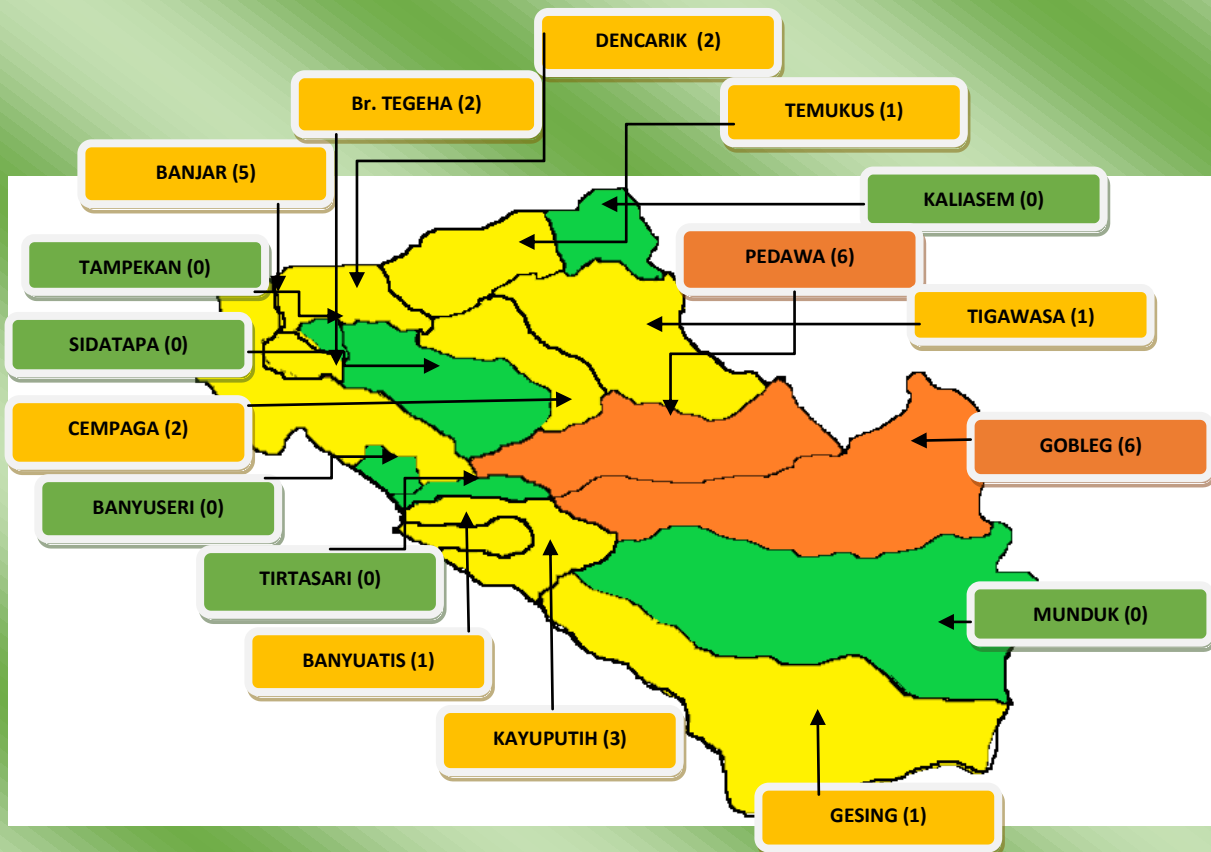 DENCARIK (2)
Br. TEGEHA (2)
TEMUKUS (1)
BANJAR (5)
KALIASEM (0)
TAMPEKAN (0)
PEDAWA (6)
SIDATAPA (0)
TIGAWASA (1)
CEMPAGA (2)
GOBLEG (6)
BANYUSERI (0)
TIRTASARI (0)
MUNDUK (0)
BANYUATIS (1)
KAYUPUTIH (3)
GESING (1)